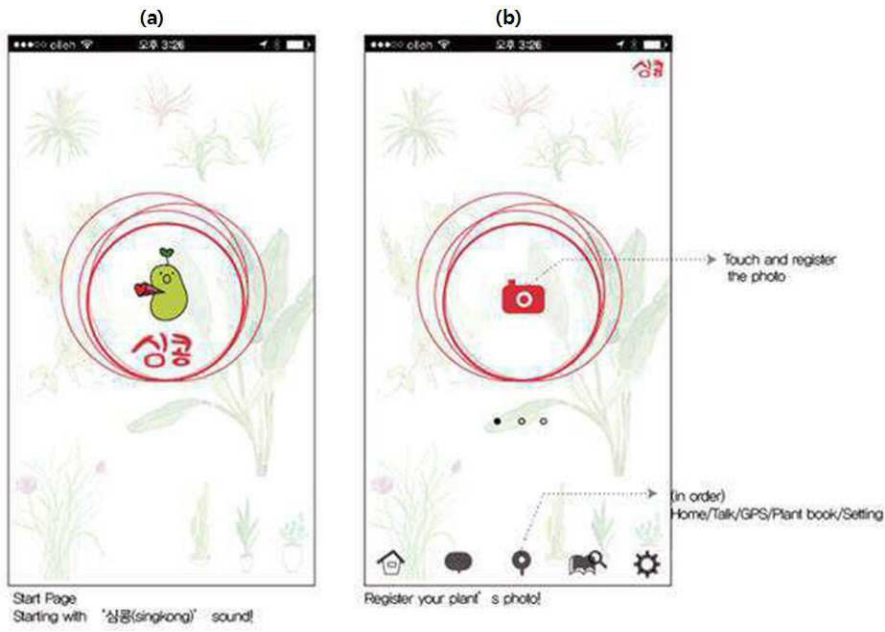 (a)
(b)
olleh 오후 3:26
olleh 오후 3:26
싱콩
싱콩
Touch and register
the photo
(in order)
Home/Talk/GPS/Plant book/Setting
Start Page
Starting with '싱콩(singkong)' sound!
Register your plant' s photo!